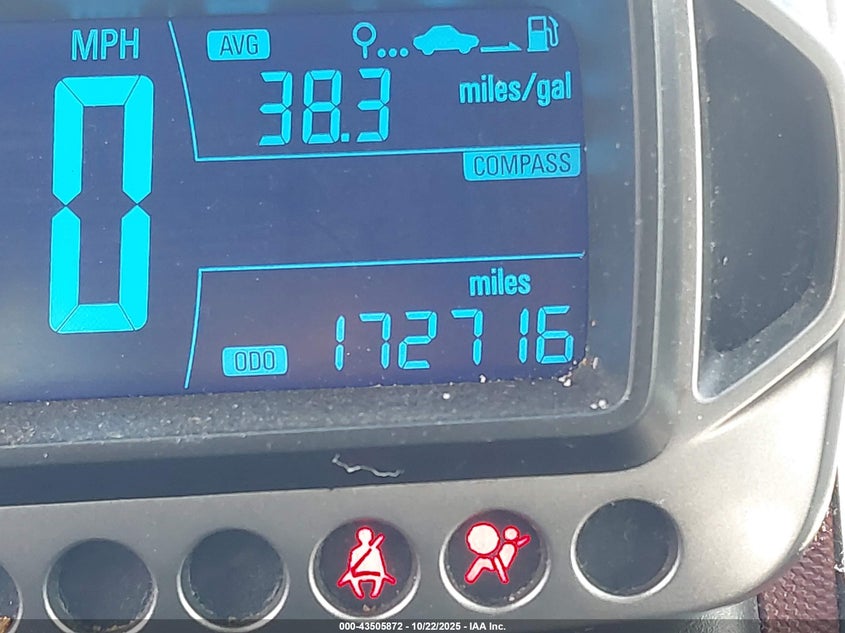 MPH
0
AVG
38.3
miles/gal
COMPASS
miles
ODO 172716
000-43505872 - 10/22/2025 - IAA Inc.